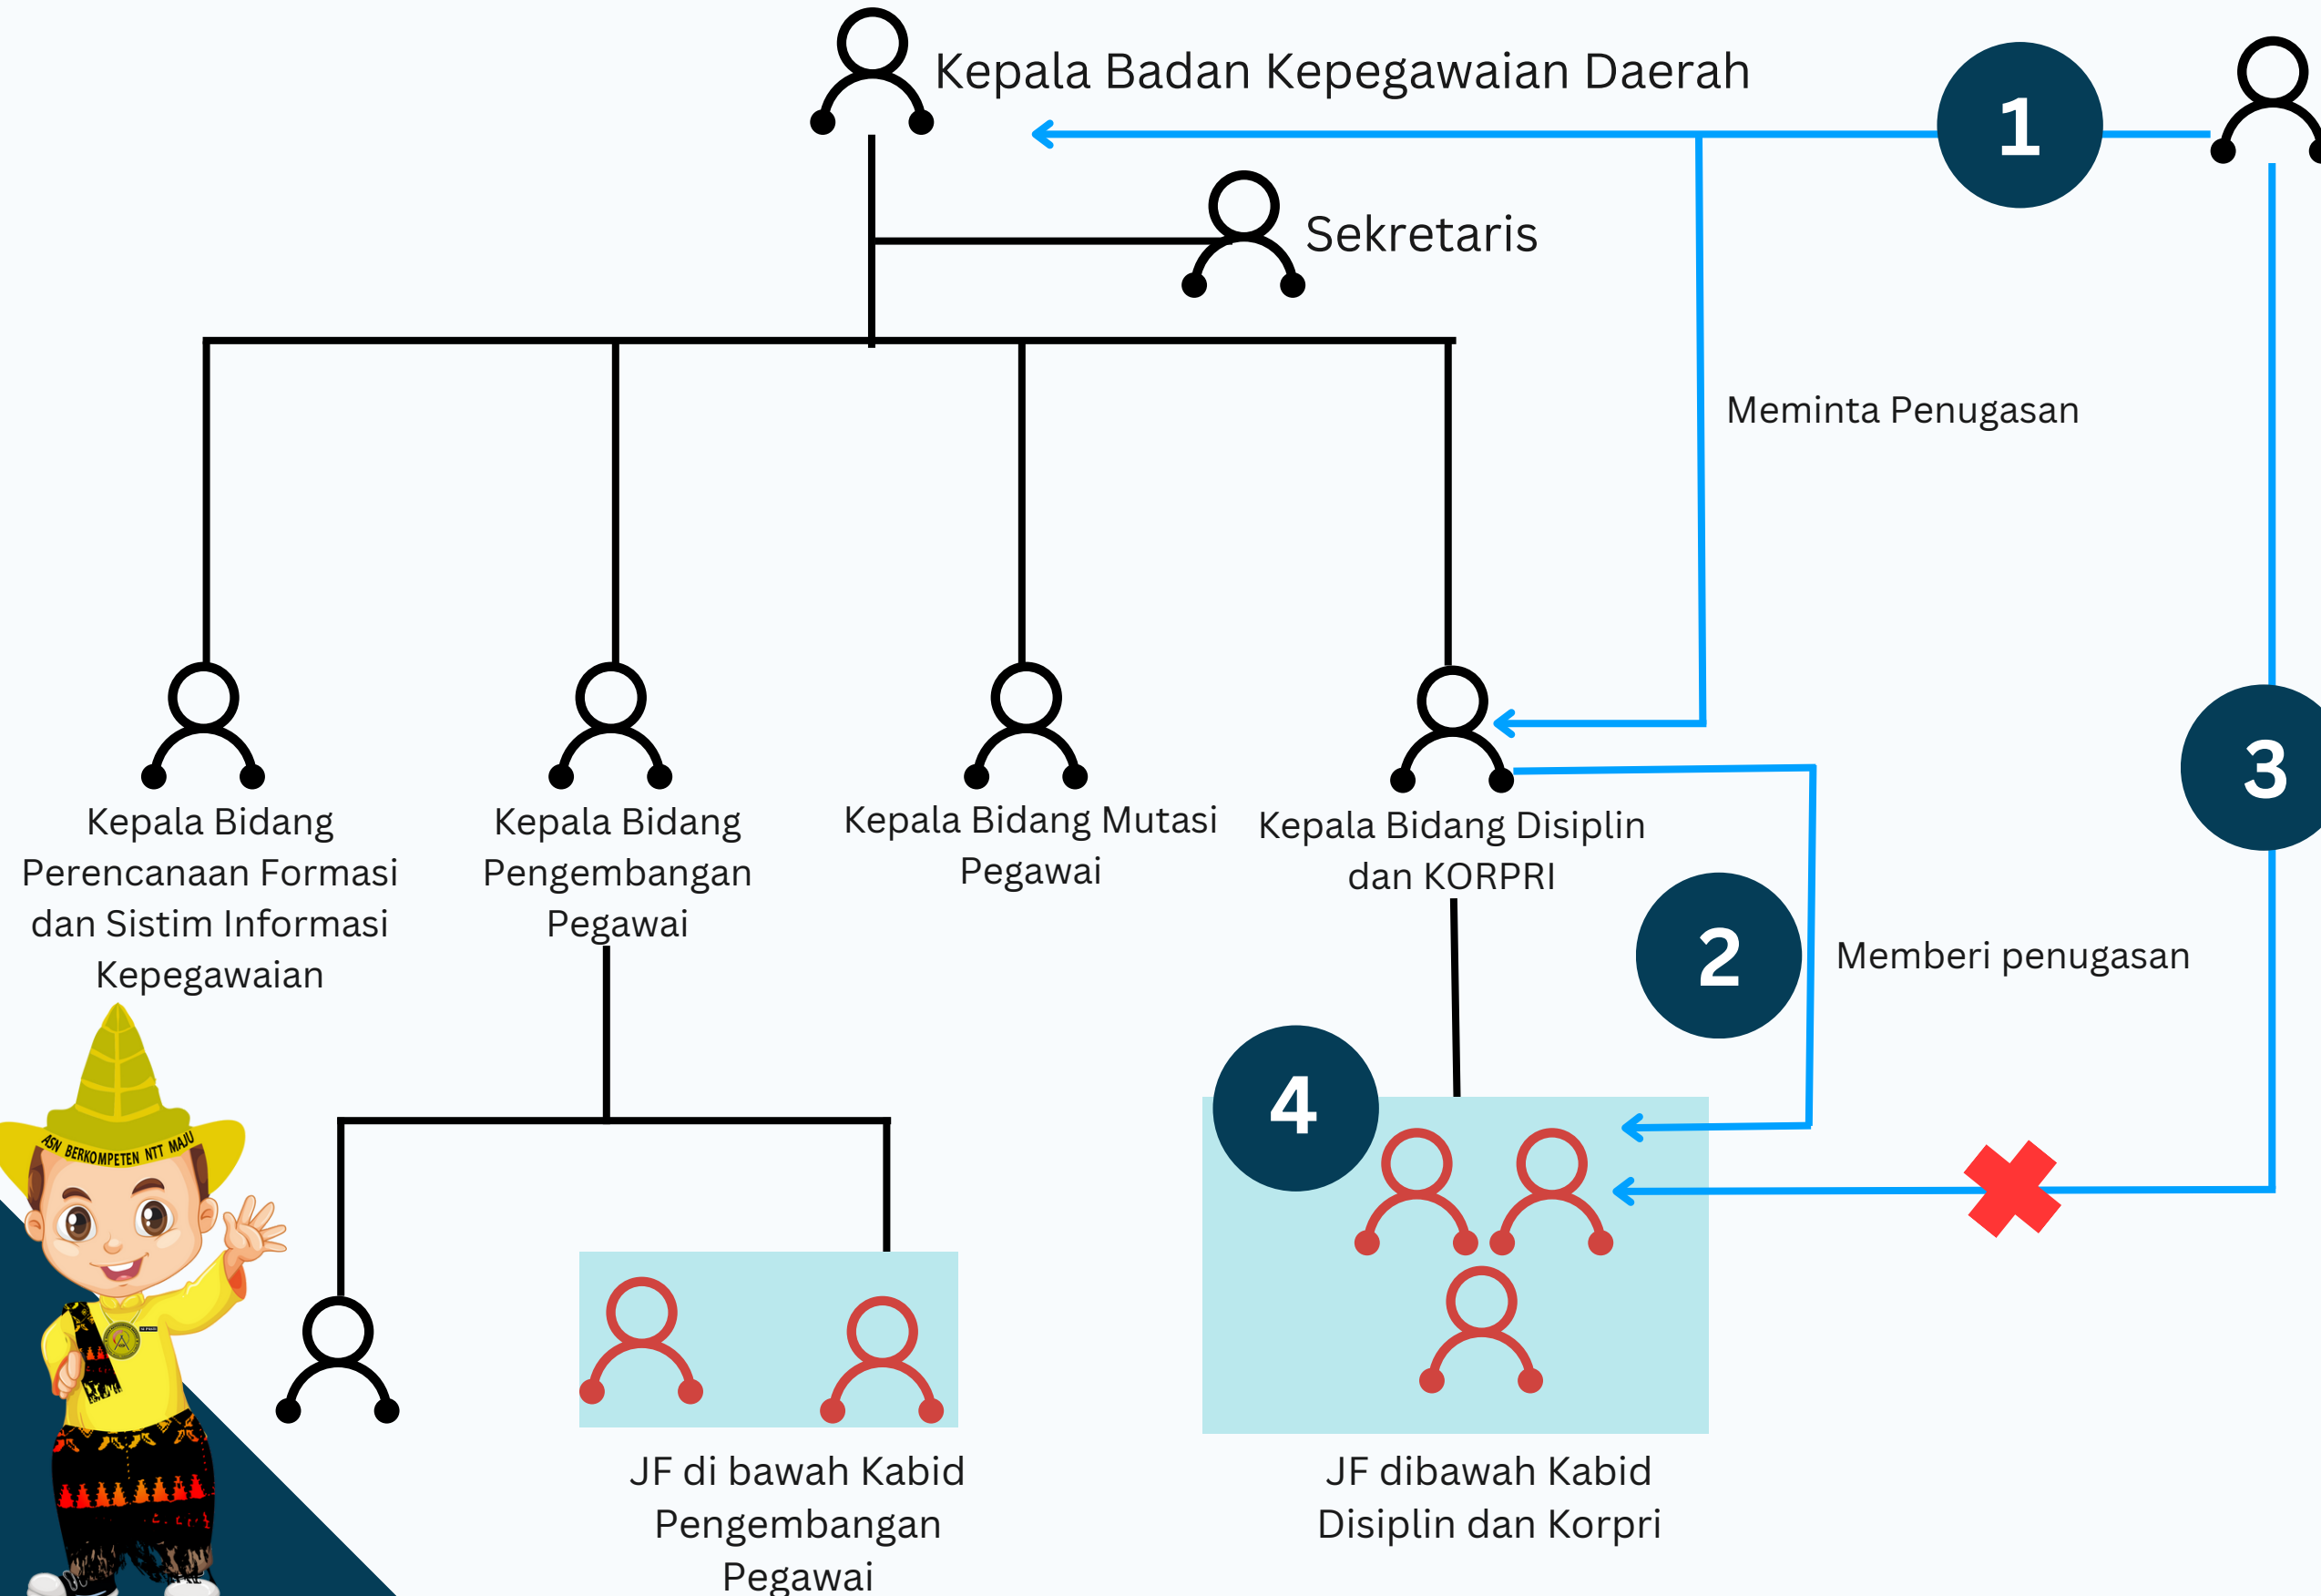 Kepala Badan Kepegawaian Daerah
1
Sekretaris
Meminta Penugasan
3
Kepala Bidang
Perencanaan Formasi
dan Sistim Informasi
Kepegawaian
Kepala Bidang
Pengembangan
Pegawai
Kepala Bidang Mutasi
Pegawai
Kepala Bidang Disiplin
dan KORPRI
2
Memberi penugasan
4
ASN BERKOMPETEN NTT MAJU
JF di bawah Kabid
Pengembangan
Pegawai
JF dibawah Kabid
Disiplin dan Korpri